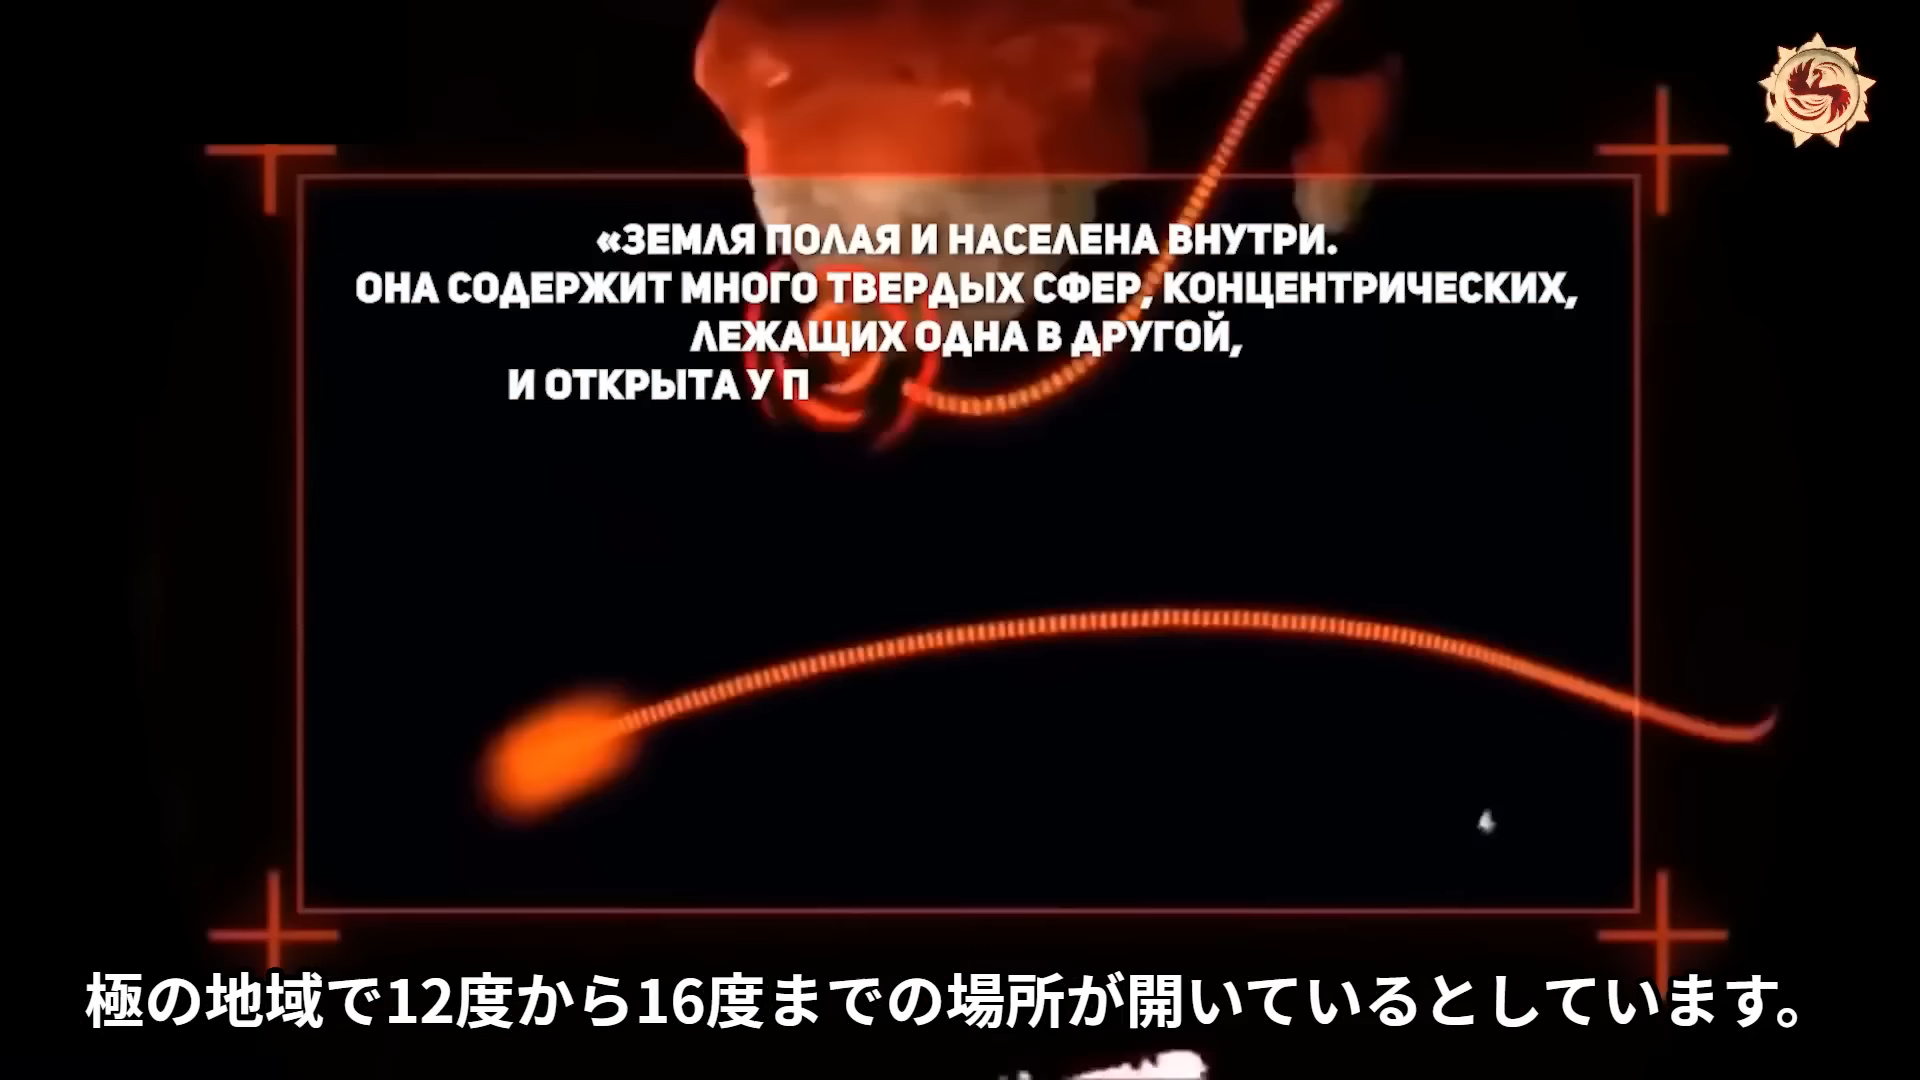 «ЗЕМЛЯ ПОЛАЯ И НАСЕЛЕНА ВНУТРИ.
ОНА СОДЕРЖИТ МНОГО ТВЕРДЫХ СФЕР, КОНЦЕНТРИЧЕСКИХ,
ЛЕЖАЩИХ ОДНА В ДРУГОЙ,
И ОТКРЫТА У П
極の地域で12度から16度までの場所が開いているとしています。